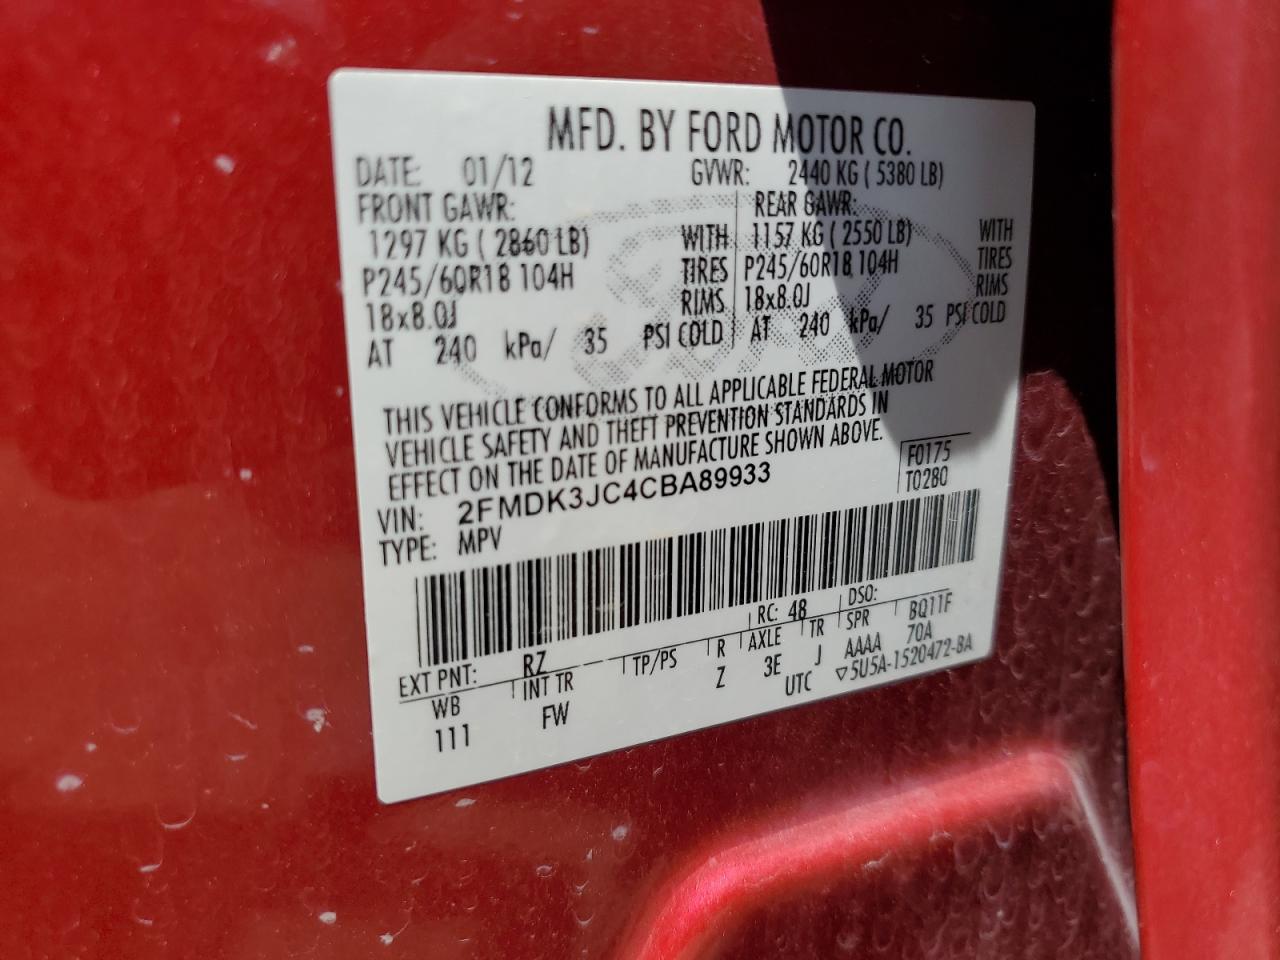 MFD. BY FORD MOTOR CO.
DATE: 01/12 GVWR: 2440 KG ( 5380 LB)
FRONT GAWR: REAR GAWR:
1297 KG ( 2860 LB) WITH 1157 KG ( 2550 LB) WITH
P245/60R18 104H TIRES P245/60R18 104H TIRES
18x8.0J RIMS 18x8.0J RIMS
AT 240 kPa/ 35 PSI COLD AT 240 kPa/ 35 PSI COLD
THIS VEHICLE CONFORMS TO ALL APPLICABLE FEDERAL MOTOR
VEHICLE SAFETY AND THEFT PREVENTION STANDARDS IN
EFFECT ON THE DATE OF MANUFACTURE SHOWN ABOVE.
VIN: 2FMDK3JC4CBA89933 F0175
TYPE: MPV T0280
EXT PNT: RZ RC: 48 DSO:
WB INT TR TP/PS R AXLE TR SPR BQ11F
111 FW Z 3E J AAAA 70A
UTC ▽5U5A-1520472-BA